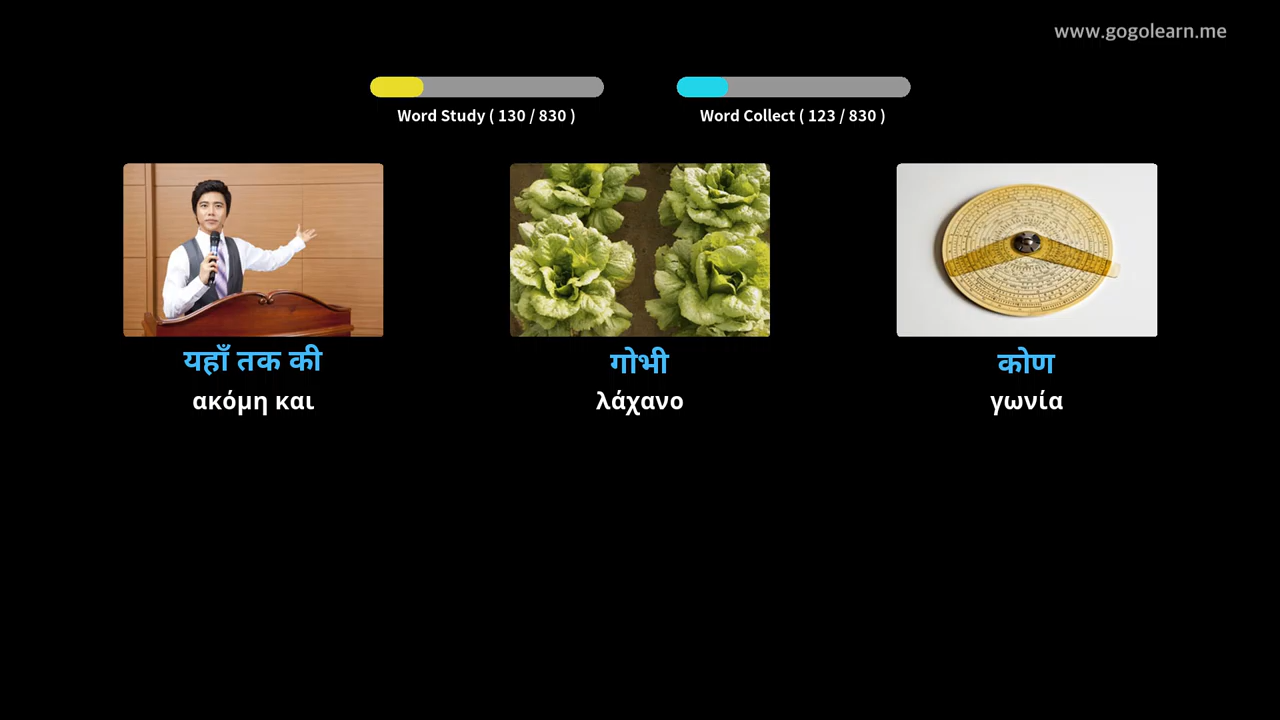 www.gogolearn.me
Word Study ( 130 / 830 )
Word Collect ( 123 / 830 )
यहाँ तक की
गोभी
कोण
ακόμη και
λάχανο
γωνία